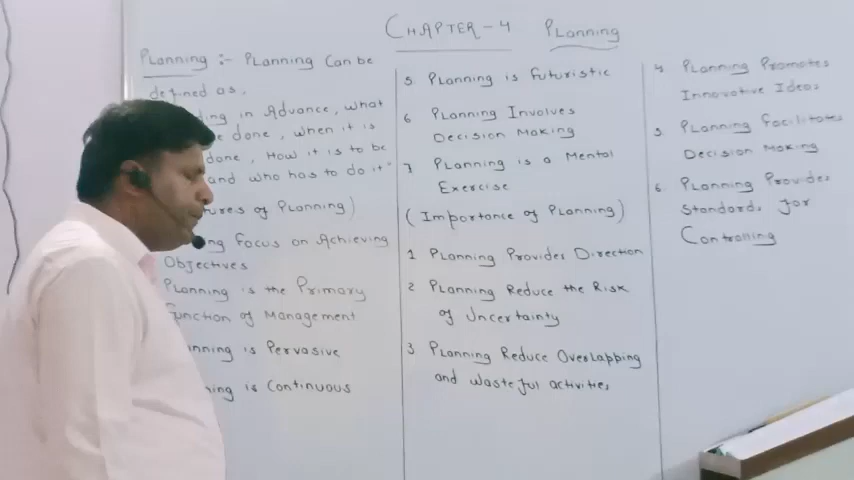 CHAPTER-4 Planning
Planning :- Planning Can be
defined as.
in Advance, what
done, when it is
done, How it is to be
and who has to do it"
of Planning)
Focus on Achieving
Objectives
Planning is the Primary
Function of Management
is Pervasive
is Continuous
5. Planning is Futuristic
6 Planning Involves
Decision Making
7 Planning is a Mental
Exercise
(Importance of Planning)
1 Planning Provides Direction
2 Planning Reduce the Risk
of Uncertainty
3 Planning Reduce Overlapping
and wasteful activities
4. Planning Promotes
Innovative Ideas
5 Planning Facilitates
Decision Making
6. Planning Provides
Standards for
Controlling